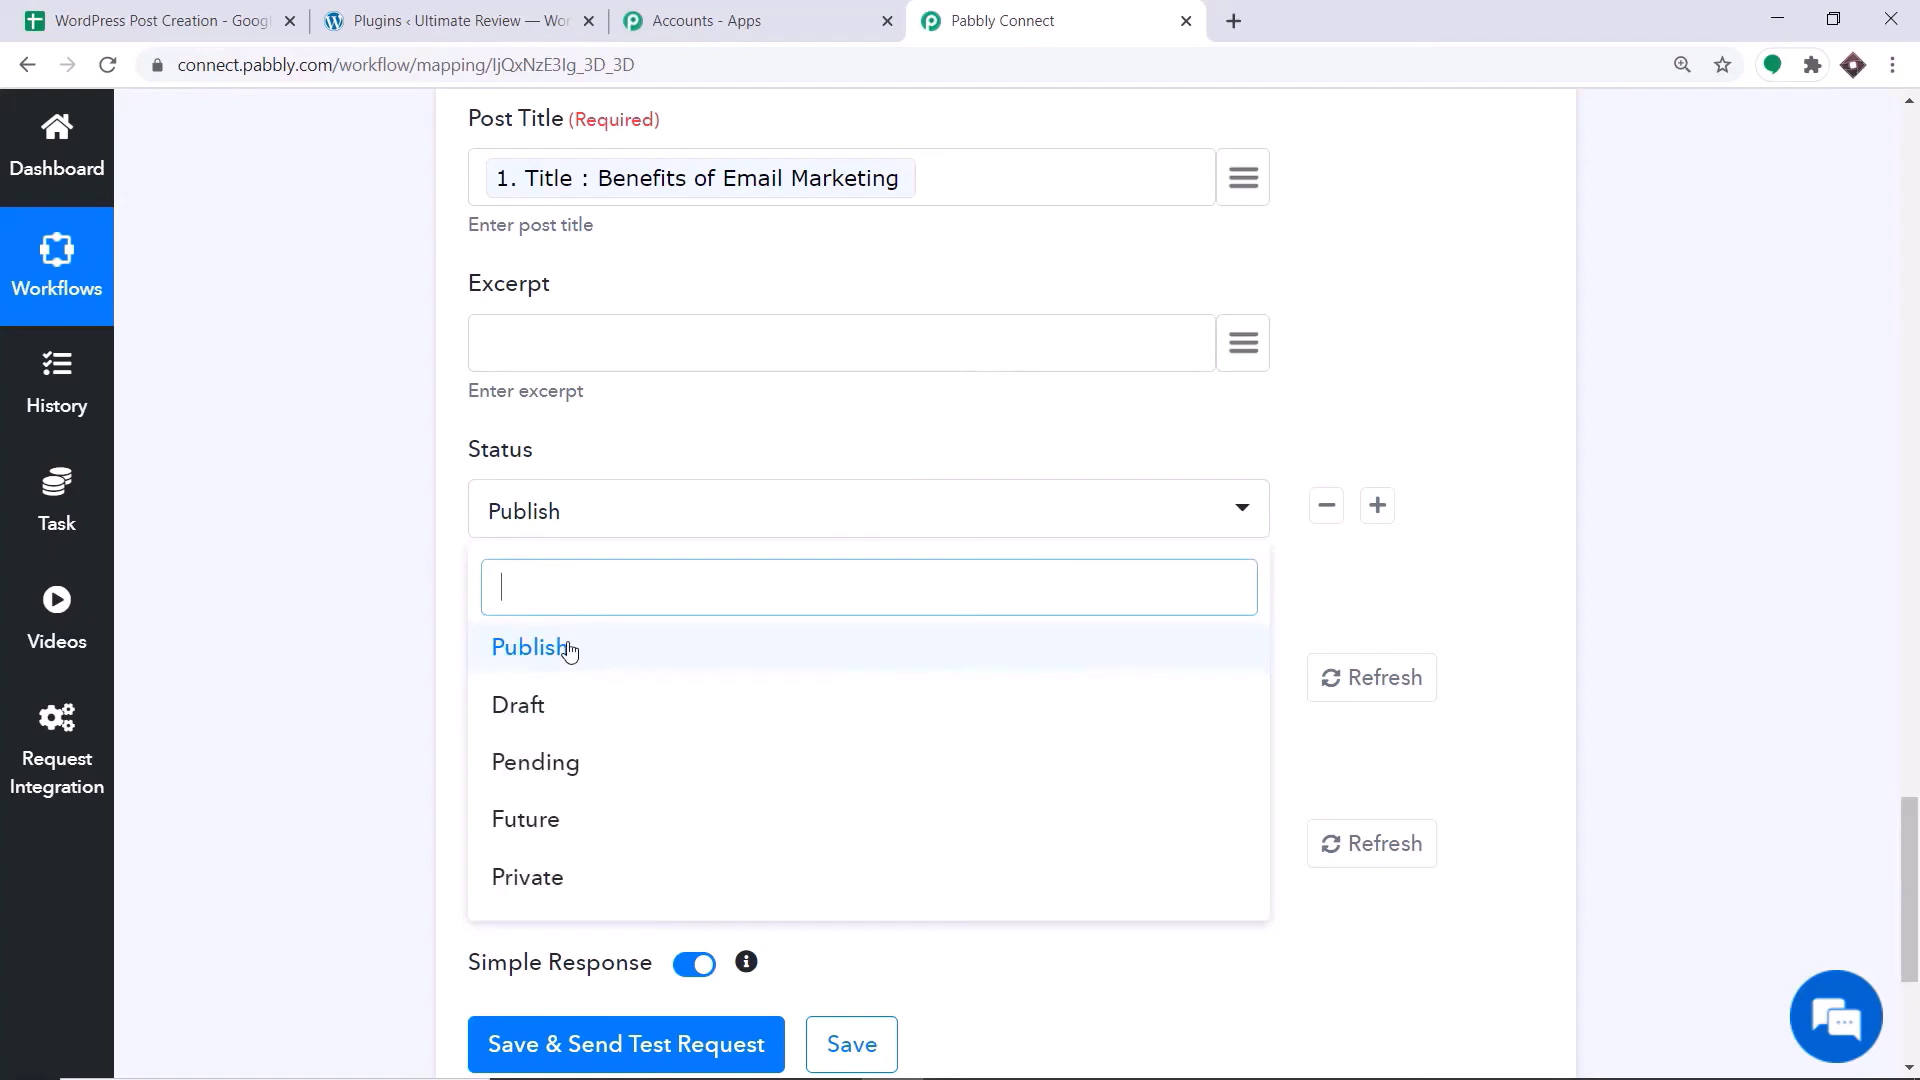 WordPress Post Creation - Goog
Plugins ‹ Ultimate Review — Wor
Accounts - Apps
Pabbly Connect
connect.pabbly.com/workflow/mapping/IjQxNzE3Ig_3D_3D
Dashboard
Workflows
History
Task
Videos
Request
Integration
Post Title (Required)
1. Title : Benefits of Email Marketing
Enter post title
Excerpt
Enter excerpt
Status
Publish
Publish
Draft
Pending
Future
Private
Refresh
Refresh
Simple Response
Save & Send Test Request
Save